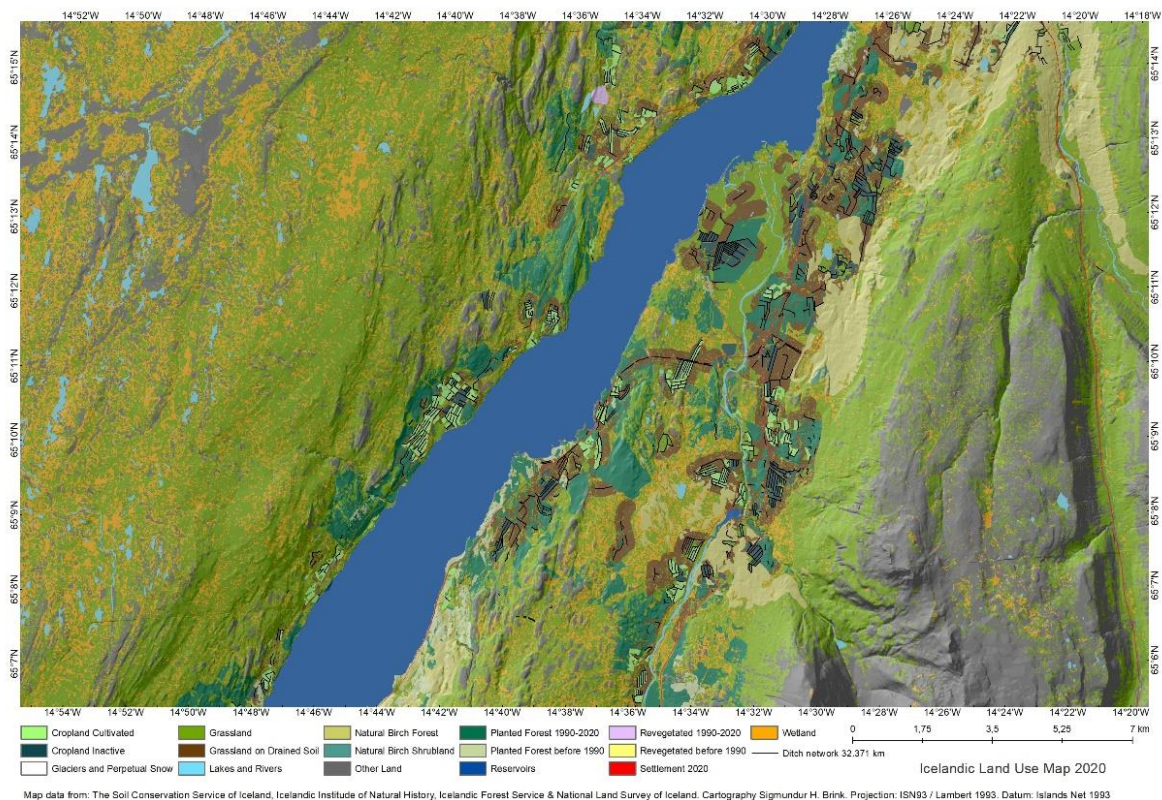 14°52'W 14°50'W 14°48'W 14°46'W 14°44'W 14°42'W 14°40'W 14°38'W 14°36'W 14°34'W 14°32'W 14°30'W 14°28'W 14°26'W 14°24'W 14°22'W 14°20'W 14°18'W
65°15'N
65°14'N
65°13'N
65°12'N
65°11'N
65°10'N
65°9'N
65°8'N
65°7'N
65°14'N
65°13'N
65°12'N
65°11'N
65°10'N
65°9'N
65°8'N
65°7'N
65°6'N
14°54'W 14°52'W 14°50'W 14°48'W 14°46'W 14°44'W 14°42'W 14°40'W 14°38'W 14°36'W 14°34'W 14°32'W 14°30'W 14°28'W 14°26'W 14°24'W 14°22'W 14°20'W
Cropland Cultivated
Cropland Inactive
Glaciers and Perpetual Snow
Grassland
Grassland on Drained Soil
Lakes and Rivers
Natural Birch Forest
Natural Birch Shrubland
Other Land
Planted Forest 1990-2020
Planted Forest before 1990
Reservoirs
Revegetated 1990-2020
Revegetated before 1990
Settlement 2020
Wetland
0 1,75 3,5 5,25 7 km
Ditch network 32.371 km
Icelandic Land Use Map 2020
Map data from: The Soil Conservation Service of Iceland, Icelandic Institude of Natural History, Icelandic Forest Service & National Land Survey of Iceland. Cartography Sigmundur H. Brink. Projection: ISN93 / Lambert 1993. Datum: Islands Net 1993